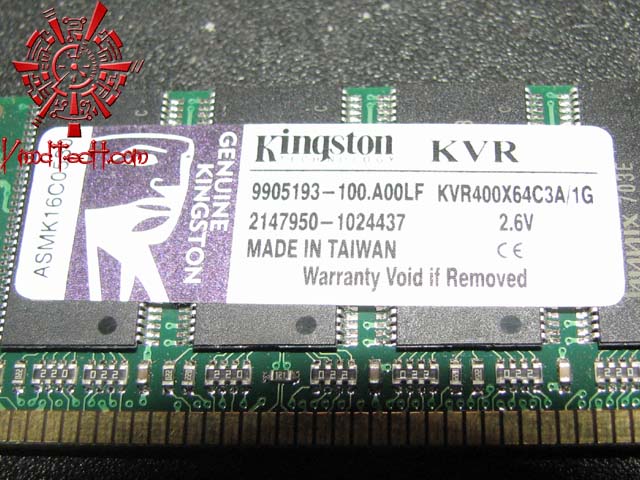 VmodTech.com
Kingston
TECHNOLOGY
KVR
GENUINE
KINGSTON
9905193-100.A00LF KVR400X64C3A/1G
2147950-1024437 2.6V
MADE IN TAIWAN CE
Warranty Void if Removed